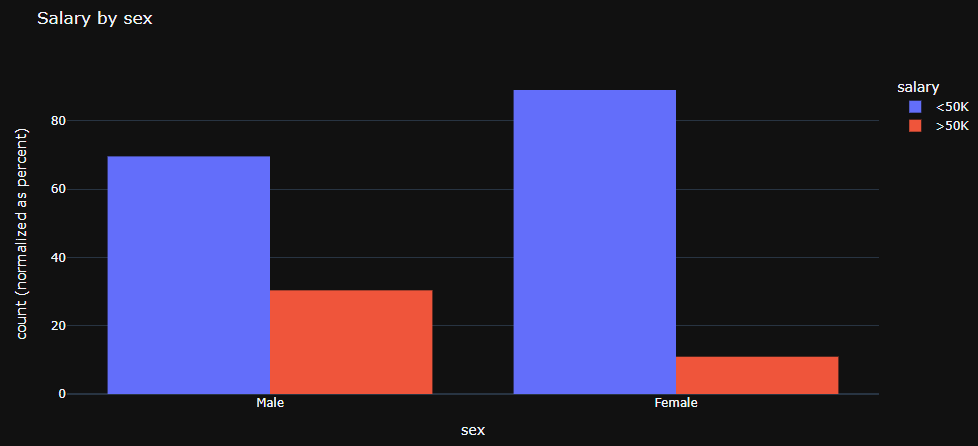 Salary by sex
count (normalized as percent)
80
60
40
20
0
Male
Female
sex
salary
<50K
>50K